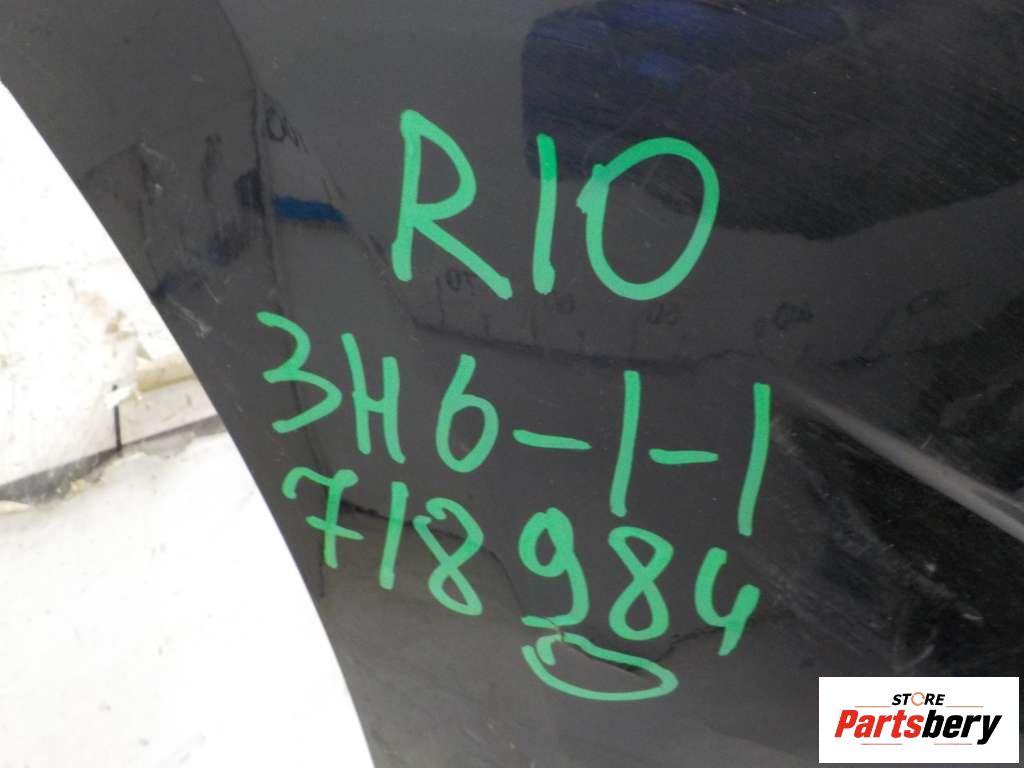 RIO
3H6-1-1
718984
STORE
Partsbery